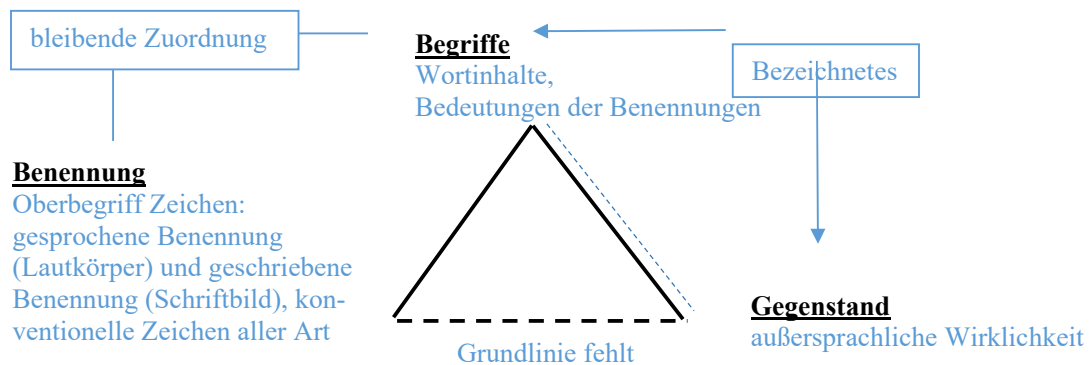 bleibende Zuordnung
Begriffe
Wortinhalte,
Bedeutungen der Benennungen
Bezeichnetes
Benennung
Oberbegriff Zeichen:
gesprochene Benennung
(Lautkörper) und geschriebene
Benennung (Schriftbild), kon-
ventionelle Zeichen aller Art
Grundlinie fehlt
Gegenstand
außersprachliche Wirklichkeit